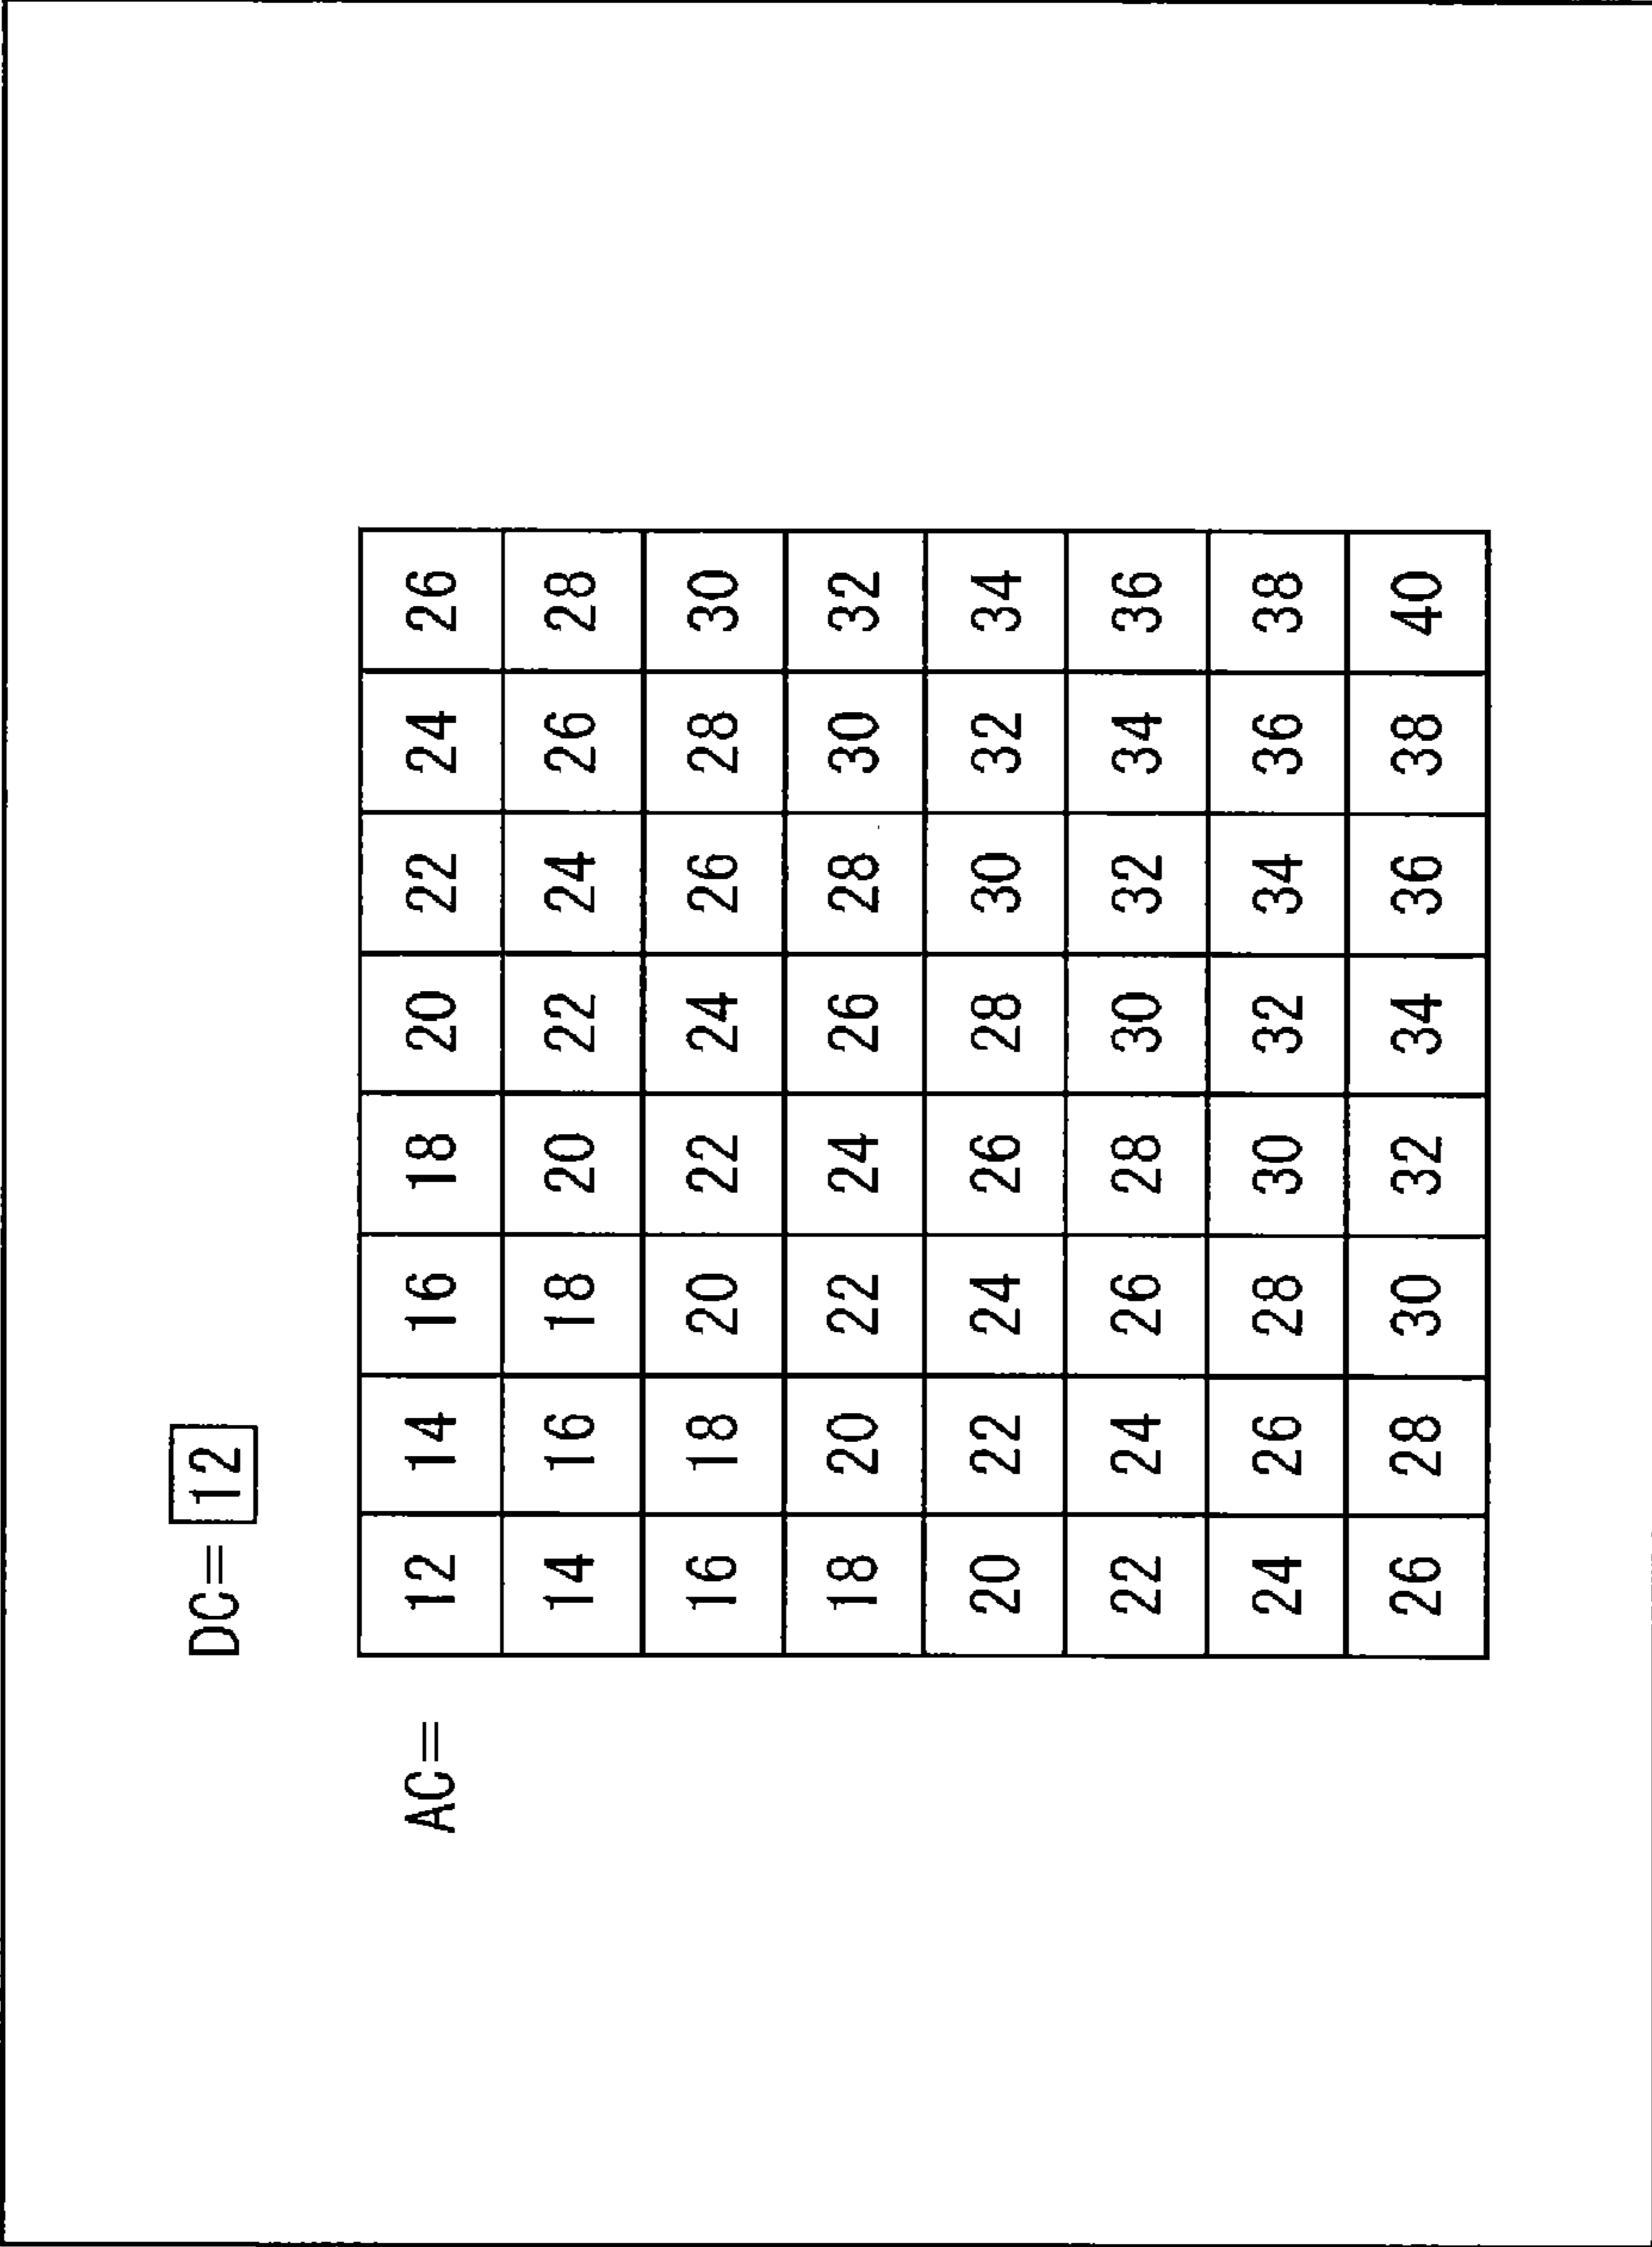 DC= 12
AC= 12 14 16 18 20 22 24 26
14 16 18 20 22 24 26 28
16 18 20 22 24 26 28 30
18 20 22 24 26 28 30 32
20 22 24 26 28 30 32 34
22 24 26 28 30 32 34 36
24 26 28 30 32 34 36 38
26 28 30 32 34 36 38 40